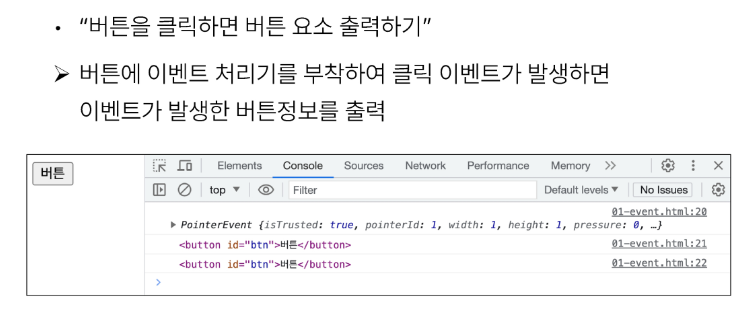 • “버튼을 클릭하면 버튼 요소 출력하기”
➢ 버튼에 이벤트 처리기를 부착하여 클릭 이벤트가 발생하면
이벤트가 발생한 버튼정보를 출력
버튼
Elements Console Sources Network Performance Memory >>
top ▼ Filter Default levels ▼ No Issues
01-event.html:20
▶ PointerEvent {isTrusted: true, pointerId: 1, width: 1, height: 1, pressure: 0, …}
<button id="btn">버튼</button> 01-event.html:21
<button id="btn">버튼</button> 01-event.html:22
>